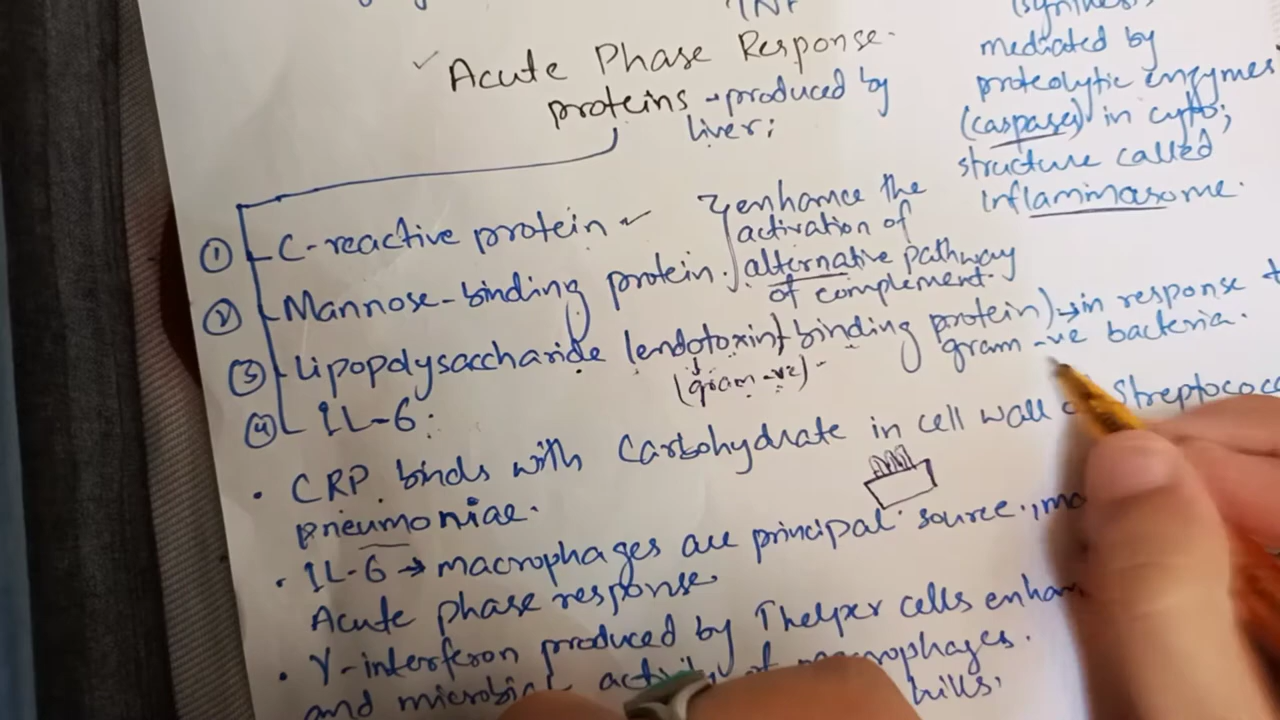 TNF
✓ Acute Phase Response.
proteins → produced by
liver;
mediated by
proteolytic enzymes
(caspases) in cyto;
structure called
Inflammasome.
① C-reactive protein ✓
② Mannose-binding protein.
enhance the
activation of
alternative pathway
of complement.
③ Lipopolysaccharide (endotoxin) binding protein) → in response
gram -ve bacteria.
(gram -ve)
④ IL-6:
• CRP binds with Carbohydrate in cell wall
pneumoniae.
• IL-6 → macrophages are principal source.,
Acute phase response
• γ-interferon produced by T helper cells
and activity of macrophages.
kills.